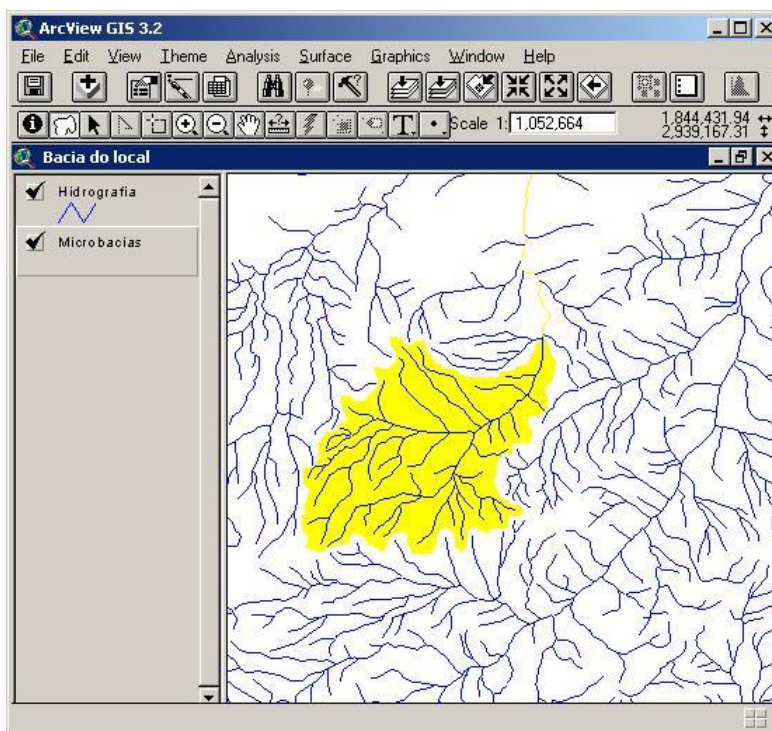 ArcView GIS 3.2
File Edit View Theme Analysis Surface Graphics Window Help
Scale 1: 1,052,664
1,844,431.94
2,939,167.31
Bacia do local
Hidrografia
Microbacias